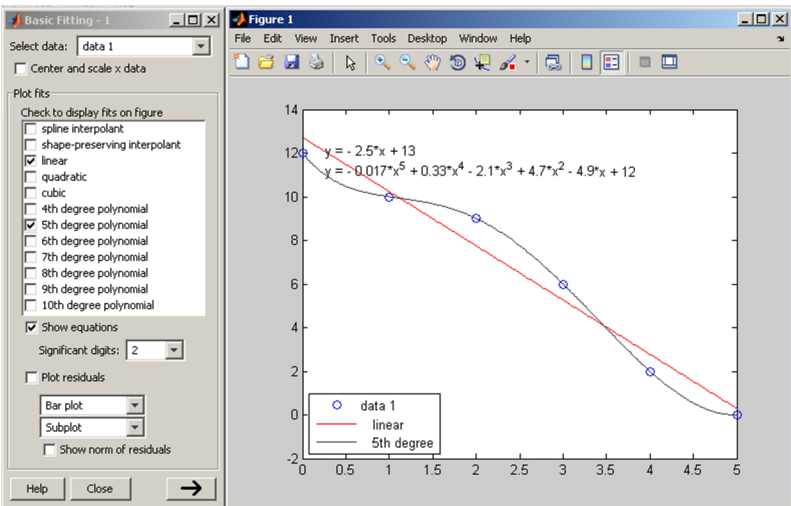 Basic Fitting - 1
Select data: data 1
Center and scale x data
Plot fits
Check to display fits on figure
spline interpolant
shape-preserving interpolant
linear
quadratic
cubic
4th degree polynomial
5th degree polynomial
6th degree polynomial
7th degree polynomial
8th degree polynomial
9th degree polynomial
10th degree polynomial
Show equations
Significant digits: 2
Plot residuals
Bar plot
Subplot
Show norm of residuals
Help Close
Figure 1
File Edit View Insert Tools Desktop Window Help
14
12
10
8
6
4
2
0
-2
y = - 2.5*x + 13
y = - 0.017*x^5 + 0.33*x^4 - 2.1*x^3 + 4.7*x^2 - 4.9*x + 12
data 1
linear
5th degree
0 0.5 1 1.5 2 2.5 3 3.5 4 4.5 5